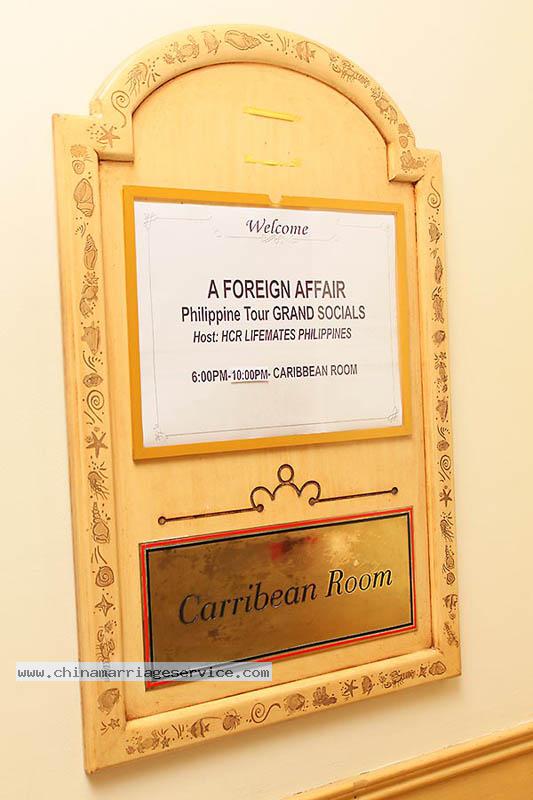 Welcome
A FOREIGN AFFAIR
Philippine Tour GRAND SOCIALS
Host: HCR LIFEMATES PHILIPPINES
6:00PM-10:00PM- CARIBBEAN ROOM
Carribean Room
www.chinamarriageservice.com